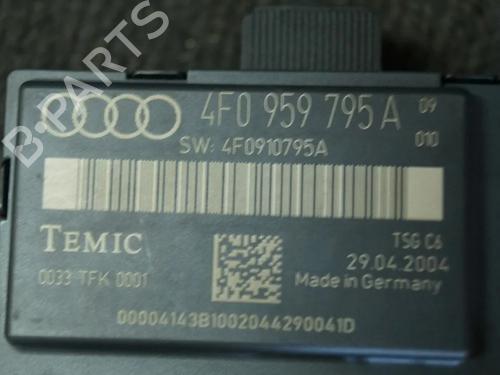 B-PARTS
4F0 959 795 A 09
010
SW: 4F0910795A
TEMIC
TSG C6
0033 TFK 0001
29.04.2004
Made in Germany
00004143B1002044290041D